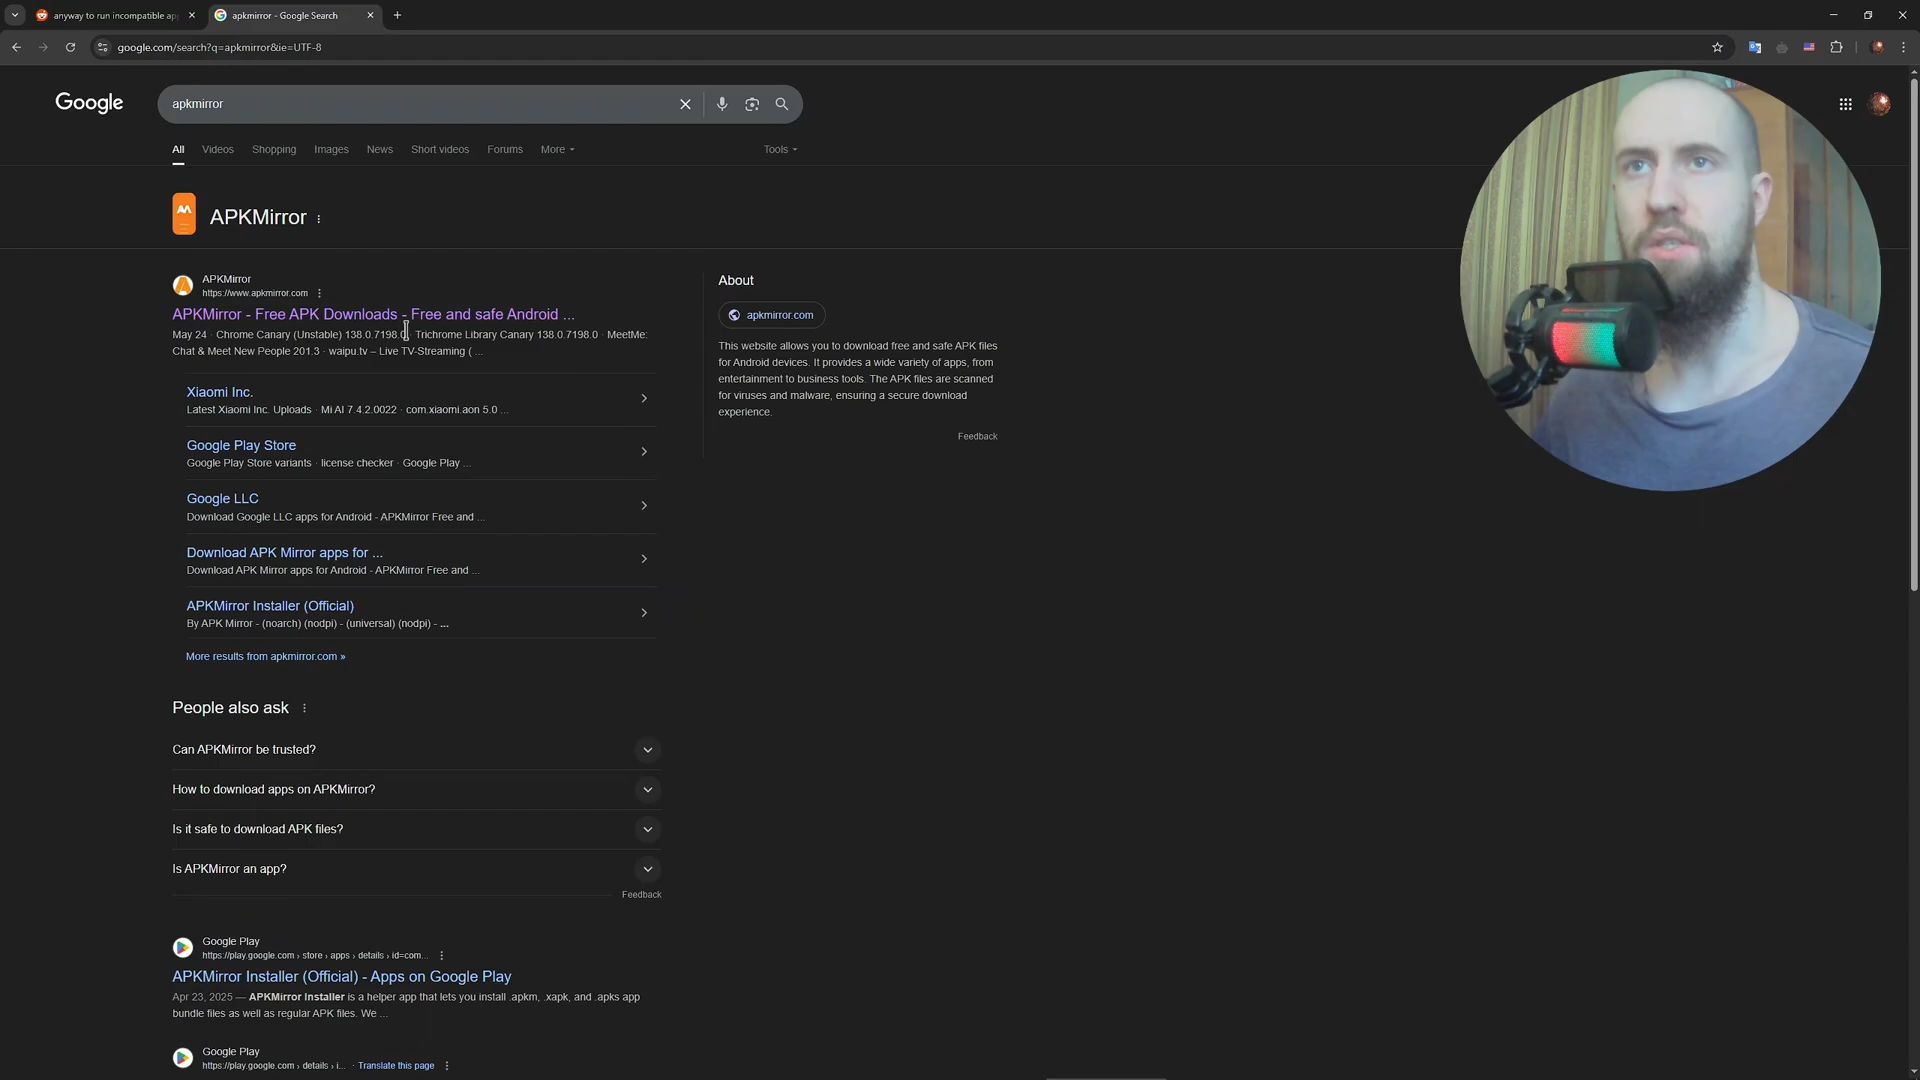 anyway to run incompatible app
apkmirror - Google Search
google.com/search?q=apkmirror&ie=UTF-8
Google
apkmirror
All
Videos
Shopping
Images
News
Short videos
Forums
More
Tools
APKMirror
APKMirror
https://www.apkmirror.com
APKMirror - Free APK Downloads - Free and safe Android ...
May 24 · Chrome Canary (Unstable) 138.0.7198.0 · Trichrome Library Canary 138.0.7198.0 · MeetMe:
Chat & Meet New People 201.3 · waipu.tv – Live TV-Streaming ( ...
Xiaomi Inc.
Latest Xiaomi Inc. Uploads · Mi AI 7.4.2.0022 · com.xiaomi.aon 5.0 ...
Google Play Store
Google Play Store variants · license checker · Google Play ...
Google LLC
Download Google LLC apps for Android - APKMirror Free and ...
Download APK Mirror apps for ...
Download APK Mirror apps for Android - APKMirror Free and ...
APKMirror Installer (Official)
By APK Mirror - (noarch) (nodpi) - (universal) (nodpi) - ...
More results from apkmirror.com »
About
apkmirror.com
This website allows you to download free and safe APK files
for Android devices. It provides a wide variety of apps, from
entertainment to business tools. The APK files are scanned
for viruses and malware, ensuring a secure download
experience.
Feedback
People also ask
Can APKMirror be trusted?
How to download apps on APKMirror?
Is it safe to download APK files?
Is APKMirror an app?
Feedback
Google Play
https://play.google.com › store › apps › details › id=com...
APKMirror Installer (Official) - Apps on Google Play
Apr 23, 2025 — APKMirror Installer is a helper app that lets you install .apkm, .xapk, and .apks app
bundle files as well as regular APK files. We ...
Google Play
https://play.google.com › details › i... · Translate this page